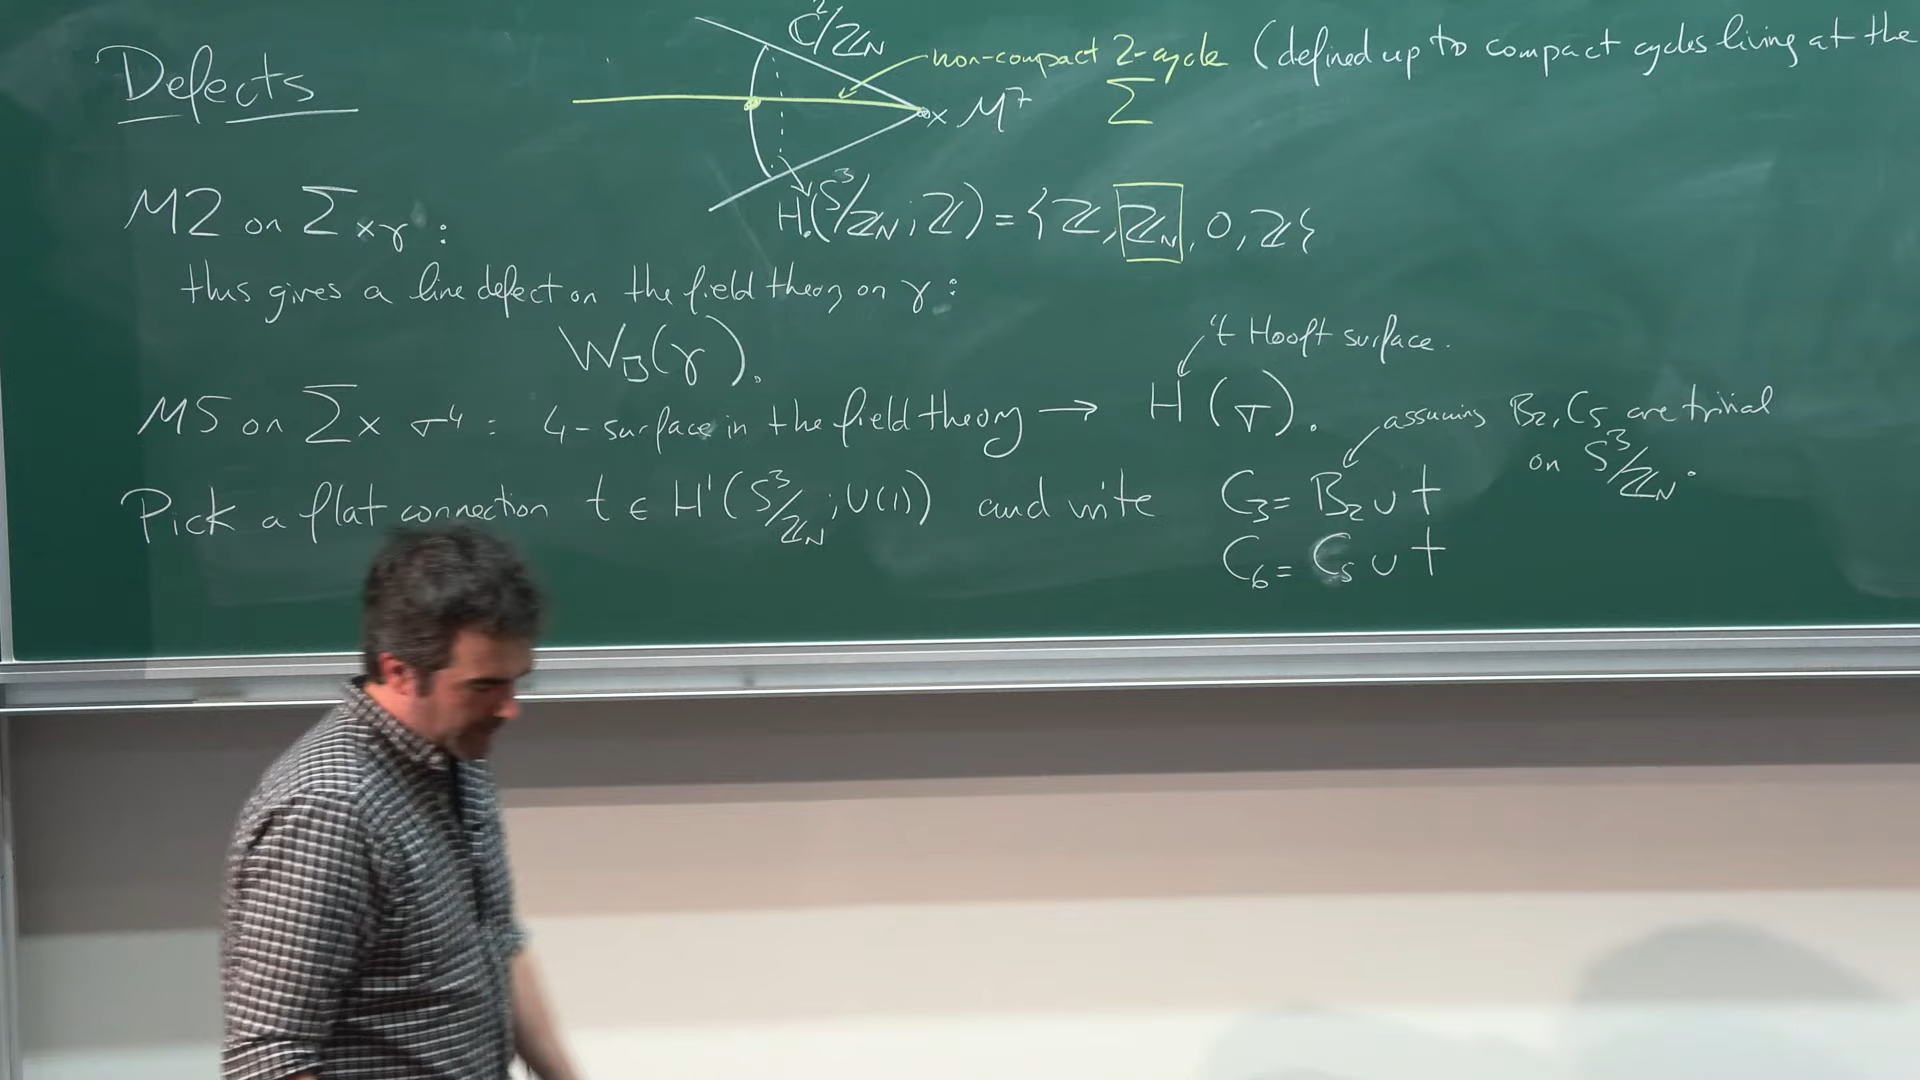 Defects
ℂ²/ℤ_N
non-compact 2-cycle (defined up to compact cycles living at the
Σ
× M⁷
M2 on Σ×γ :
H.(S³/ℤ_N ; ℤ) = {ℤ, ℤ_N, 0, ℤ}
this gives a line defect on the field theory on γ :
W_□(γ).
't Hooft surface.
M5 on Σ× σ⁴ : 4-surface in the field theory → H(σ).
assuming B₂, C₅ are trivial
on S³/ℤ_N.
Pick a flat connection t ∈ H¹(S³/ℤ_N ; U(1)) and write C₃ = B₂ ∪ t
C₆ = C₅ ∪ t